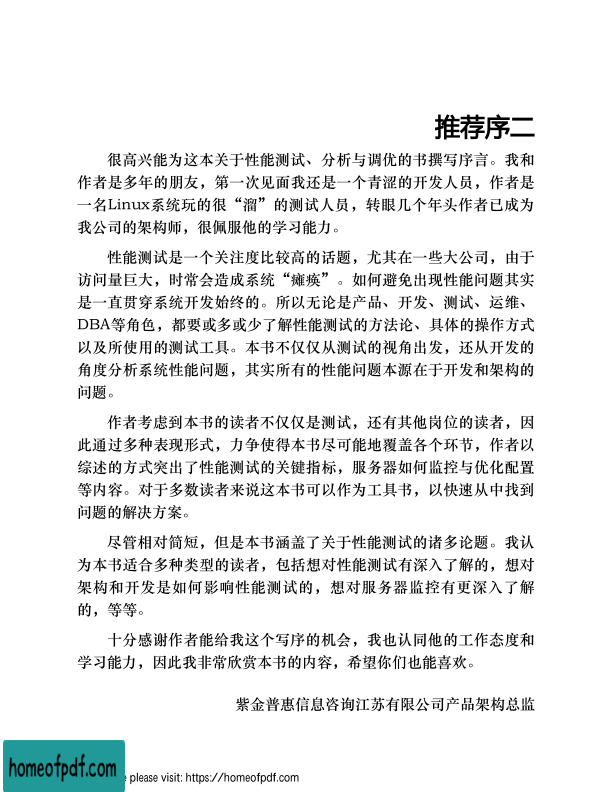 推荐序二
很高兴能为这本关于性能测试、分析与调优的书撰写序言。我和
作者是多年的朋友，第一次见面我还是一个青涩的开发人员，作者是
一名Linux系统玩的很“溜”的测试人员，转眼几个年头作者已成为
我公司的架构师，很佩服他的学习能力。
性能测试是一个关注度比较高的话题，尤其在一些大公司，由于
访问量巨大，时常会造成系统“瘫痪”。如何避免出现性能问题其实
是一直贯穿系统开发始终的。所以无论是产品、开发、测试、运维、
DBA等角色，都要或多或少了解性能测试的方法论、具体的操作方式
以及所使用的测试工具。本书不仅仅从测试的视角出发，还从开发的
角度分析系统性能问题，其实所有的性能问题本源在于开发和架构的
问题。
作者考虑到本书的读者不仅仅是测试，还有其他岗位的读者，因
此通过多种表现形式，力争使得本书尽可能地覆盖各个环节，作者以
综述的方式突出了性能测试的关键指标，服务器如何监控与优化配置
等内容。对于多数读者来说这本书可以作为工具书，以快速从中找到
问题的解决方案。
尽管相对简短，但是本书涵盖了关于性能测试的诸多论题。我认
为本书适合多种类型的读者，包括想对性能测试有深入了解的，想对
架构和开发是如何影响性能测试的，想对服务器监控有更深入了解
的，等等。
十分感谢作者能给我这个写序的机会，我也认同他的工作态度和
学习能力，因此我非常欣赏本书的内容，希望你们也能喜欢。
紫金普惠信息咨询江苏有限公司产品架构总监
homeofpdf.com
e please visit: https://homeofpdf.com